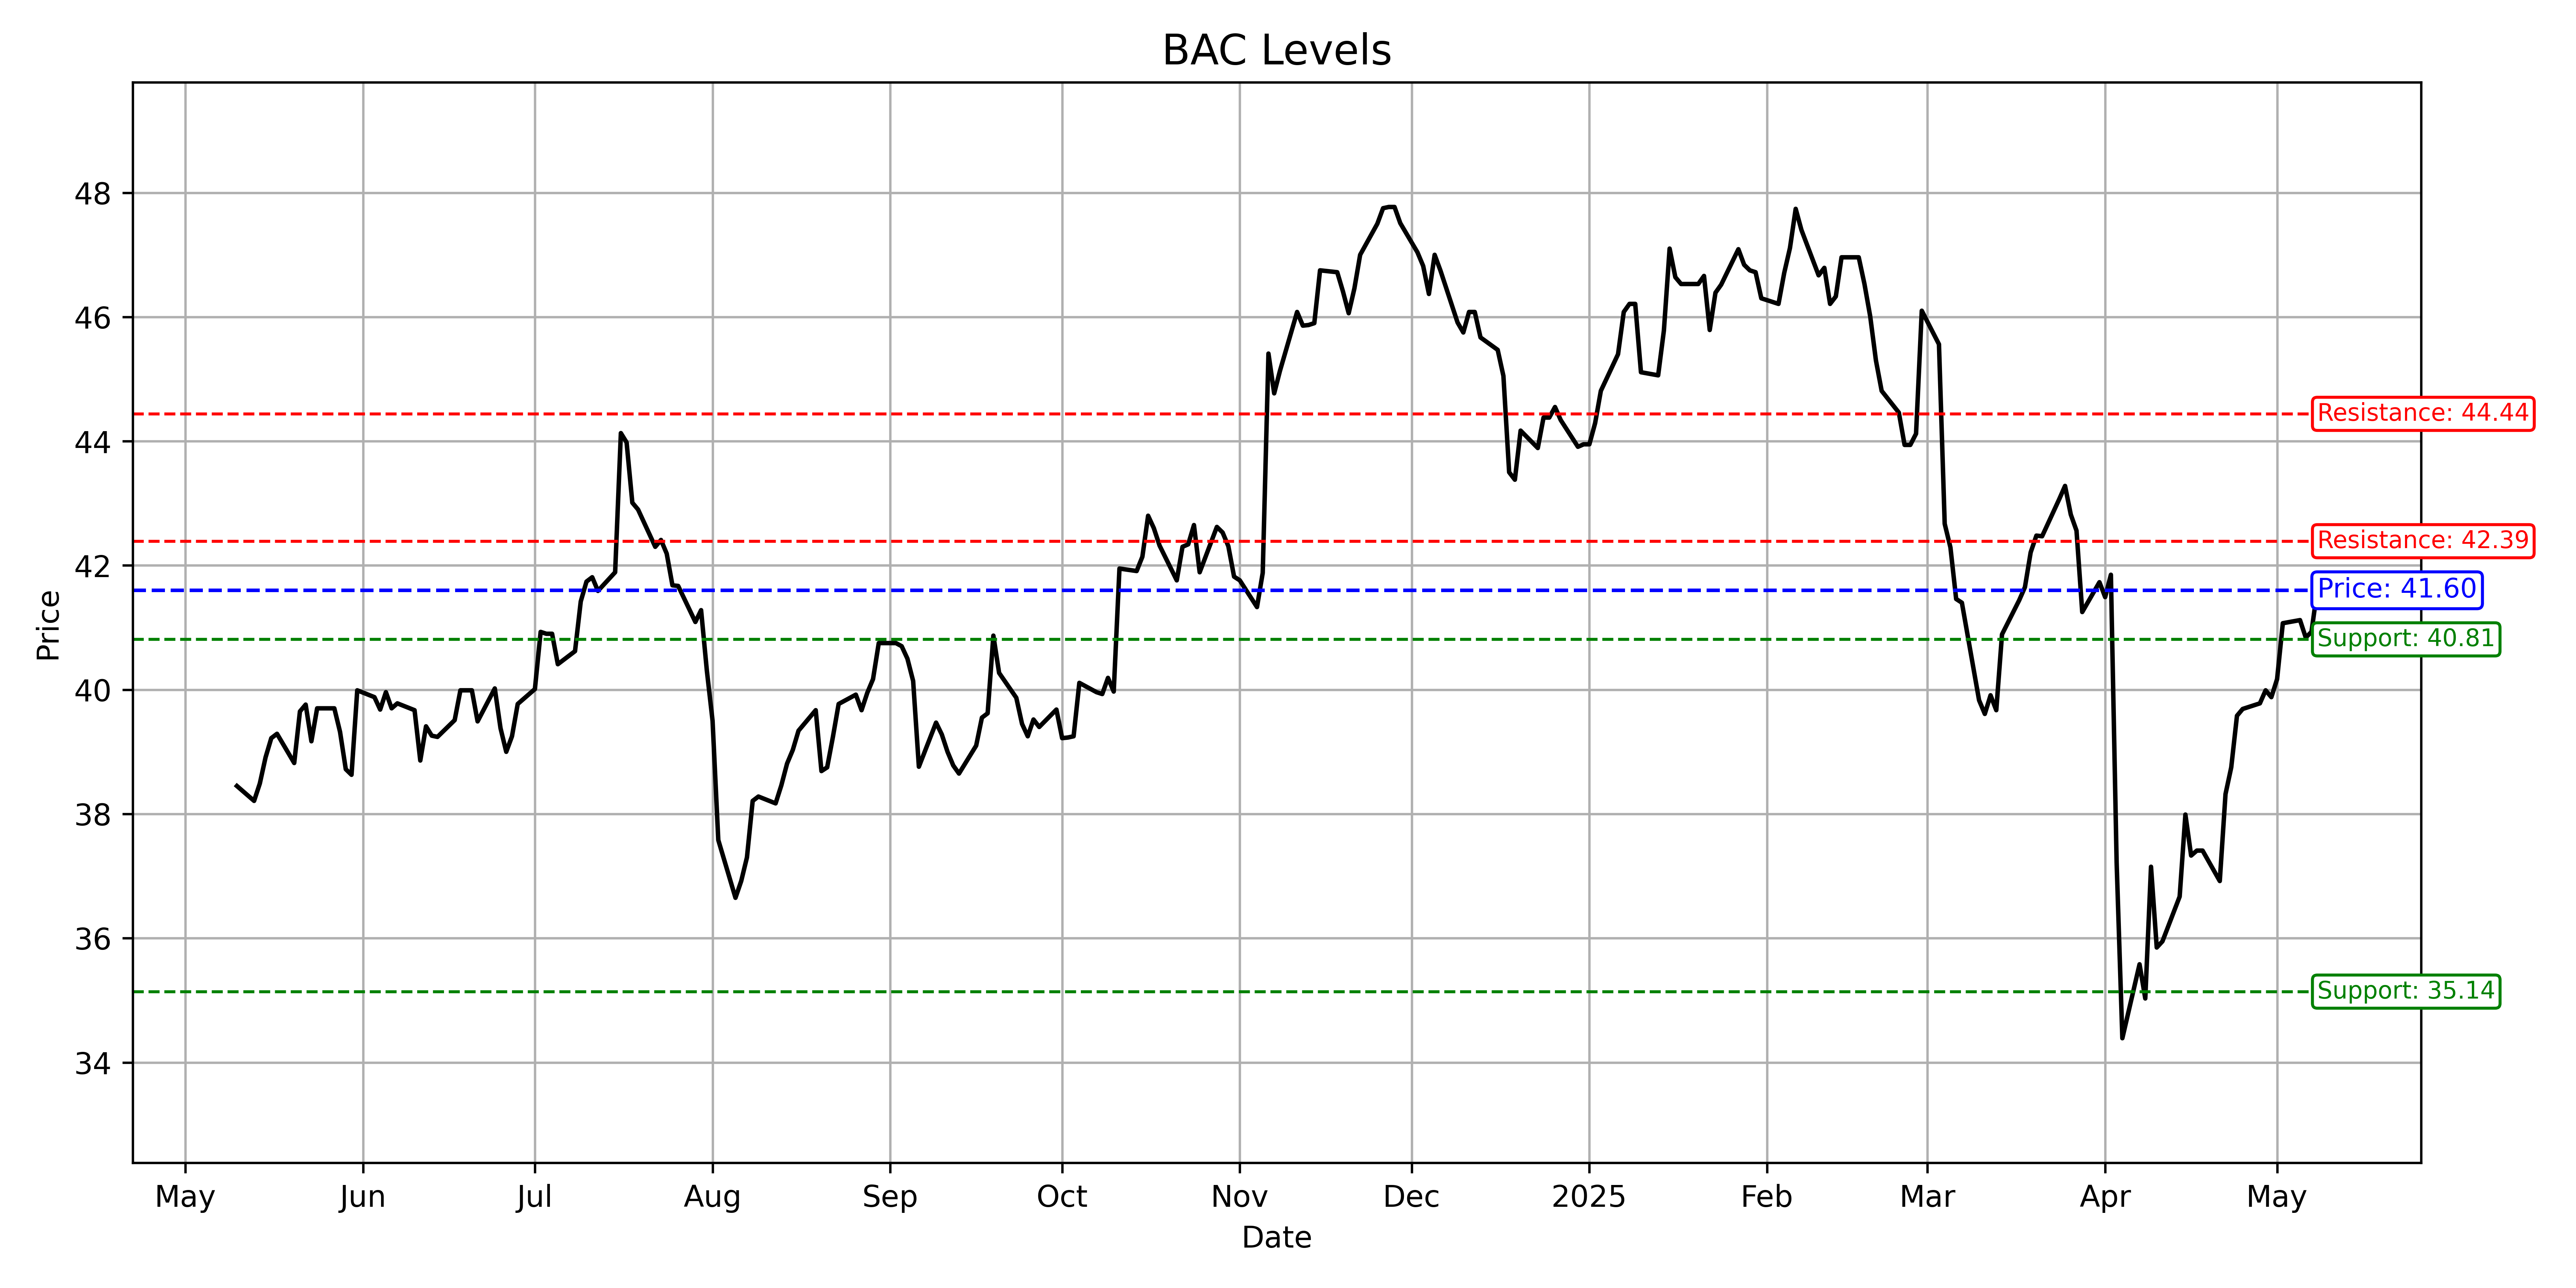 BAC Levels
Price
48
46
44
42
40
38
36
34
Resistance: 44.44
Resistance: 42.39
Price: 41.60
Support: 40.81
Support: 35.14
May Jun Jul Aug Sep Oct Nov Dec 2025 Feb Mar Apr May
Date